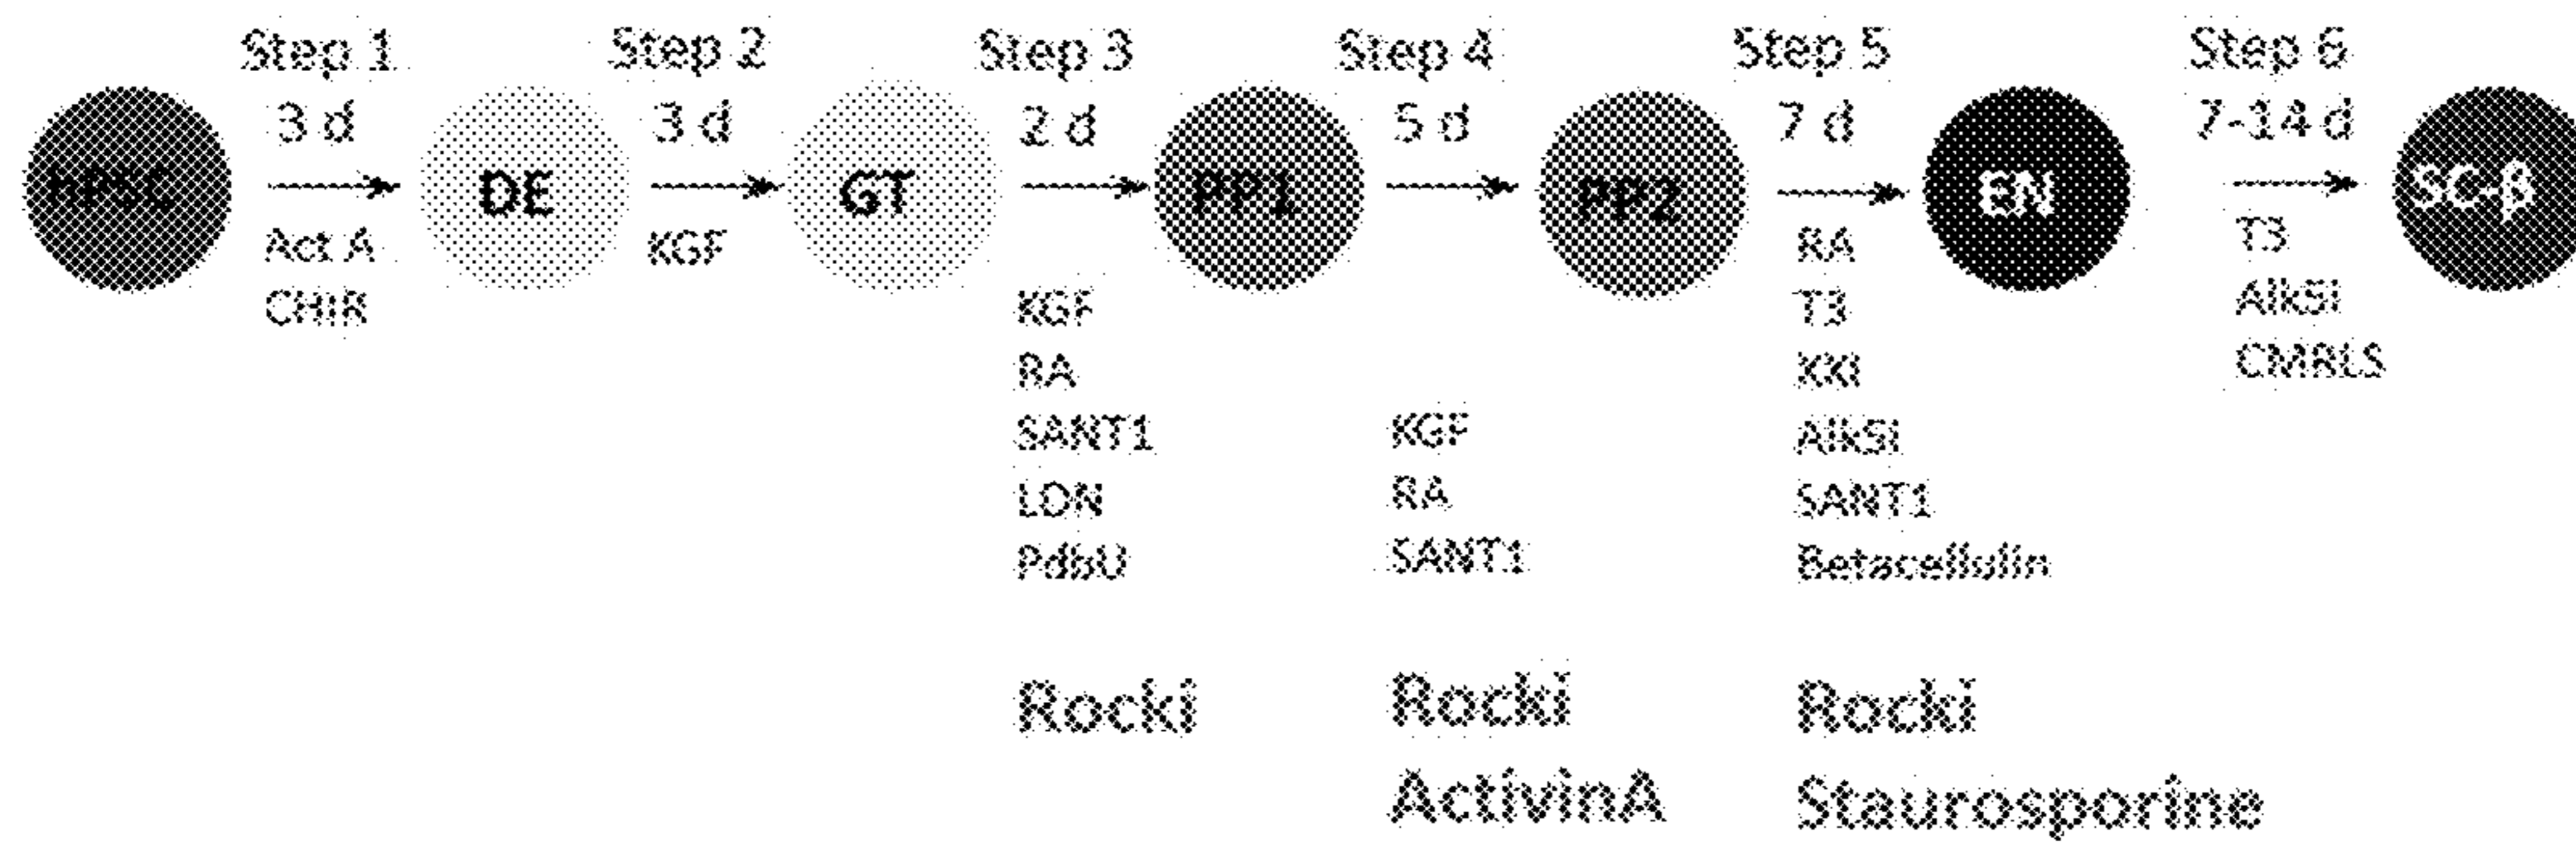 Step 1 Step 2 Step 3 Step 4 Step 5 Step 6
3 d 3 d 2 d 5 d 7 d 7-14 d
hPSC DE GT PP1 PP2 EN SC-β
Act A
CHIR
KGF
KGF
RA
SANT1
LDN
PdbU
Rocki
KGF
RA
SANT1
Rocki
ActivinA
RA
T3
XXI
Alk5i
SANT1
Betacellulin
Rocki
Staurosporine
T3
Alk5i
CMRLS